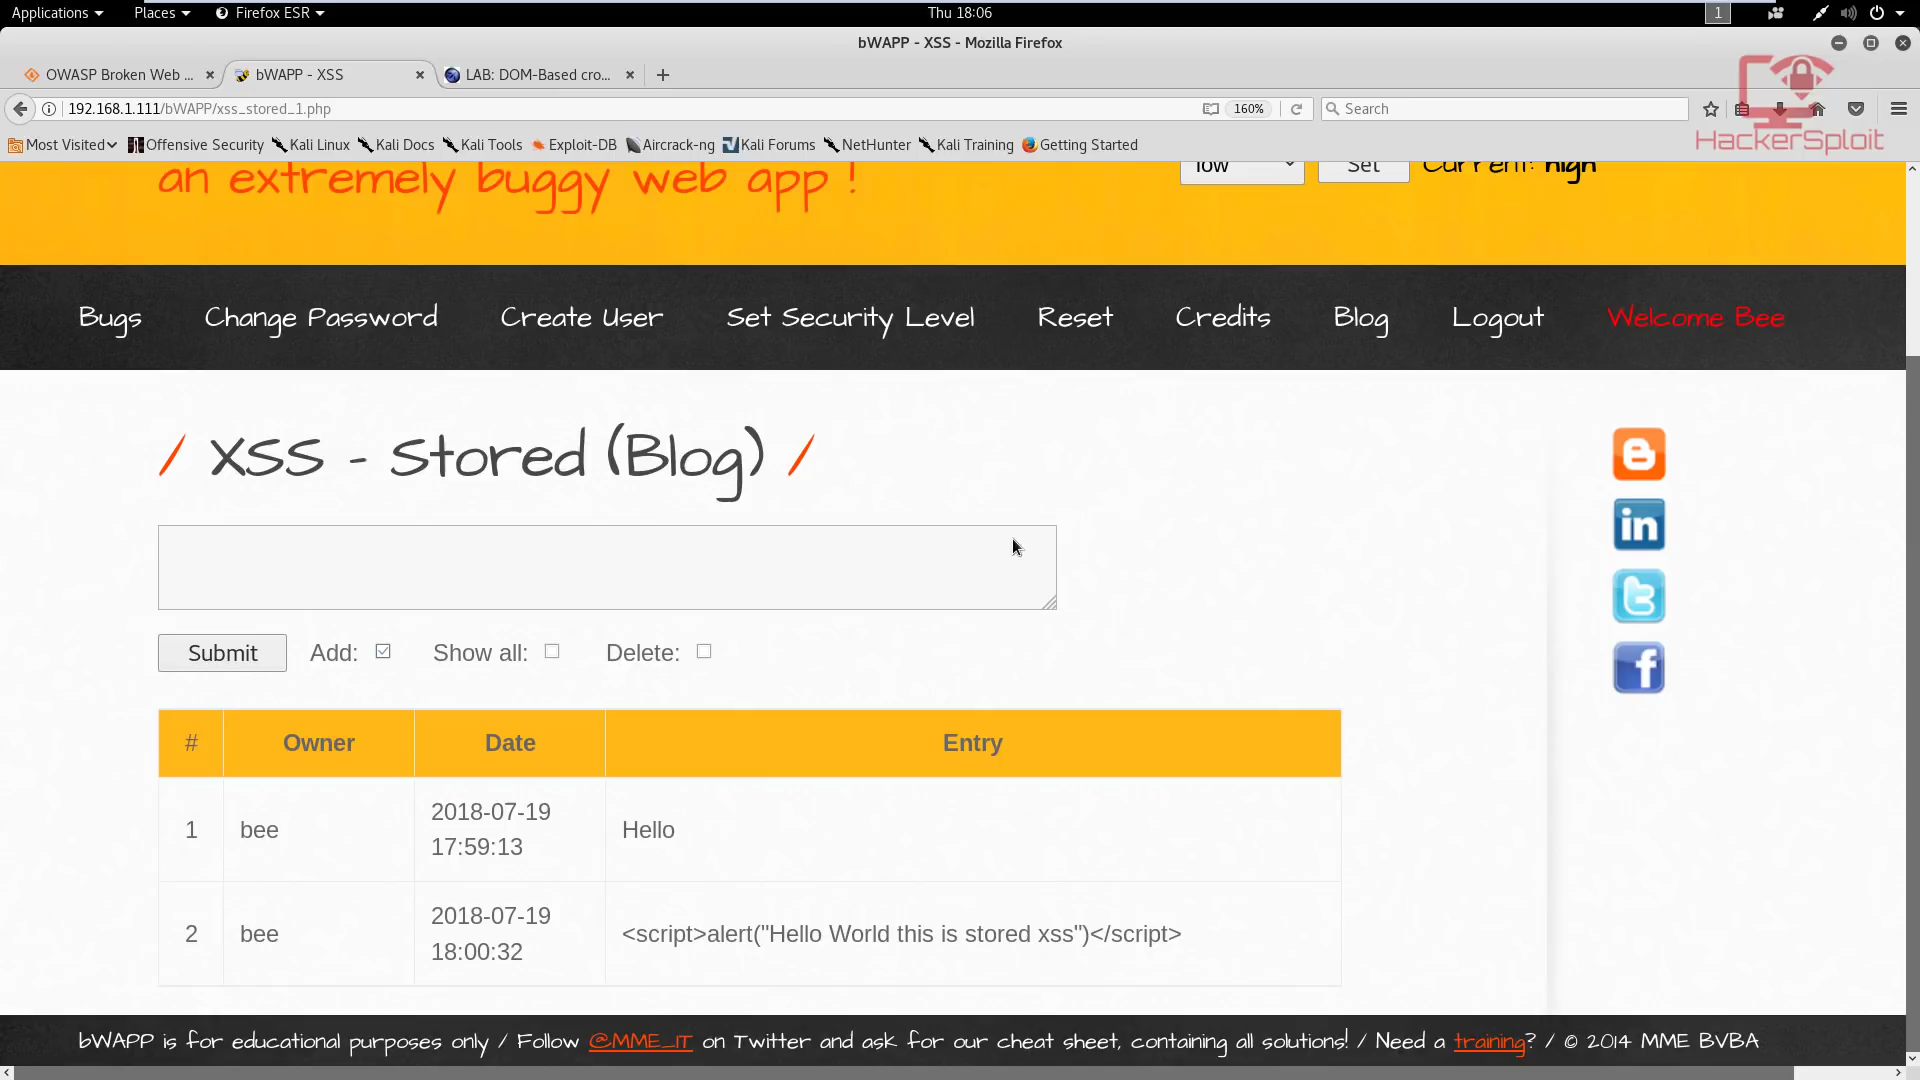 Applications Places Firefox ESR Thu 18:06 1
bWAPP - XSS - Mozilla Firefox
OWASP Broken Web ... bWAPP - XSS LAB: DOM-Based cro...
192.168.1.111/bWAPP/xss_stored_1.php 160% Search
HackerSploit
Most Visited Offensive Security Kali Linux Kali Docs Kali Tools Exploit-DB Aircrack-ng Kali Forums NetHunter Kali Training Getting Started
an extremely buggy web app !
low Set Current: high
Bugs Change Password Create User Set Security Level Reset Credits Blog Logout Welcome Bee
/ XSS - Stored (Blog) /
Submit Add: Show all: Delete:
# Owner Date Entry
1 bee 2018-07-19 17:59:13 Hello
2 bee 2018-07-19 18:00:32 <script>alert("Hello World this is stored xss")</script>
bWAPP is for educational purposes only / Follow @MME_IT on Twitter and ask for our cheat sheet, containing all solutions! / Need a training? / © 2014 MME BVBA